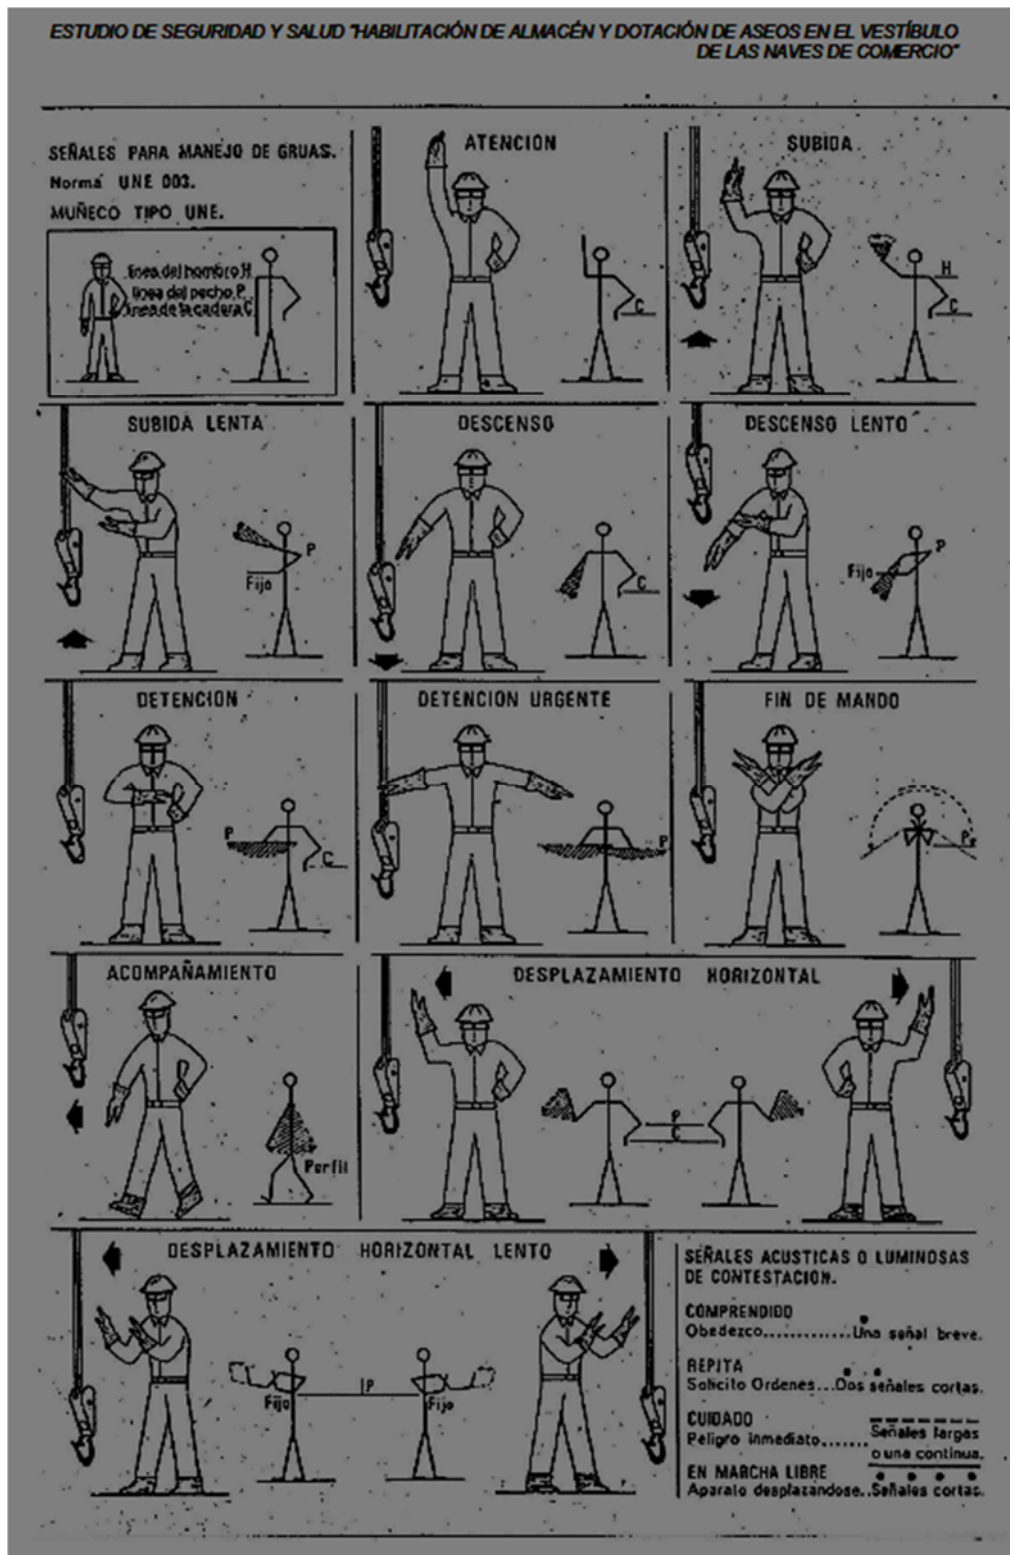 ESTUDIO DE SEGURIDAD Y SALUD "HABILITACIÓN DE ALMACÉN Y DOTACIÓN DE ASEOS EN EL VESTÍBULO
DE LAS NAVES DE COMERCIO"
SEÑALES PARA MANEJO DE GRUAS.
Norma UNE 003.
MUÑECO TIPO UNE.
línea del hombro H
línea del pecho P
línea de la cadera C
ATENCION
C
SUBIDA
H
C
SUBIDA LENTA
P
Fijo
DESCENSO
C
DESCENSO LENTO
P
Fijo
DETENCION
P
C
DETENCION URGENTE
P
FIN DE MANDO
P
ACOMPAÑAMIENTO
Perfil
DESPLAZAMIENTO HORIZONTAL
P
C
DESPLAZAMIENTO HORIZONTAL LENTO
P
Fijo
Fijo
SEÑALES ACUSTICAS O LUMINOSAS
DE CONTESTACION.
COMPRENDIDO
Obedezco.............Una señal breve.
REPITA
Solicito Ordenes...Dos señales cortas.
CUIDADO
Peligro inmediato....... Señales largas
o una continua.
EN MARCHA LIBRE
Aparato desplazandose..Señales cortas.